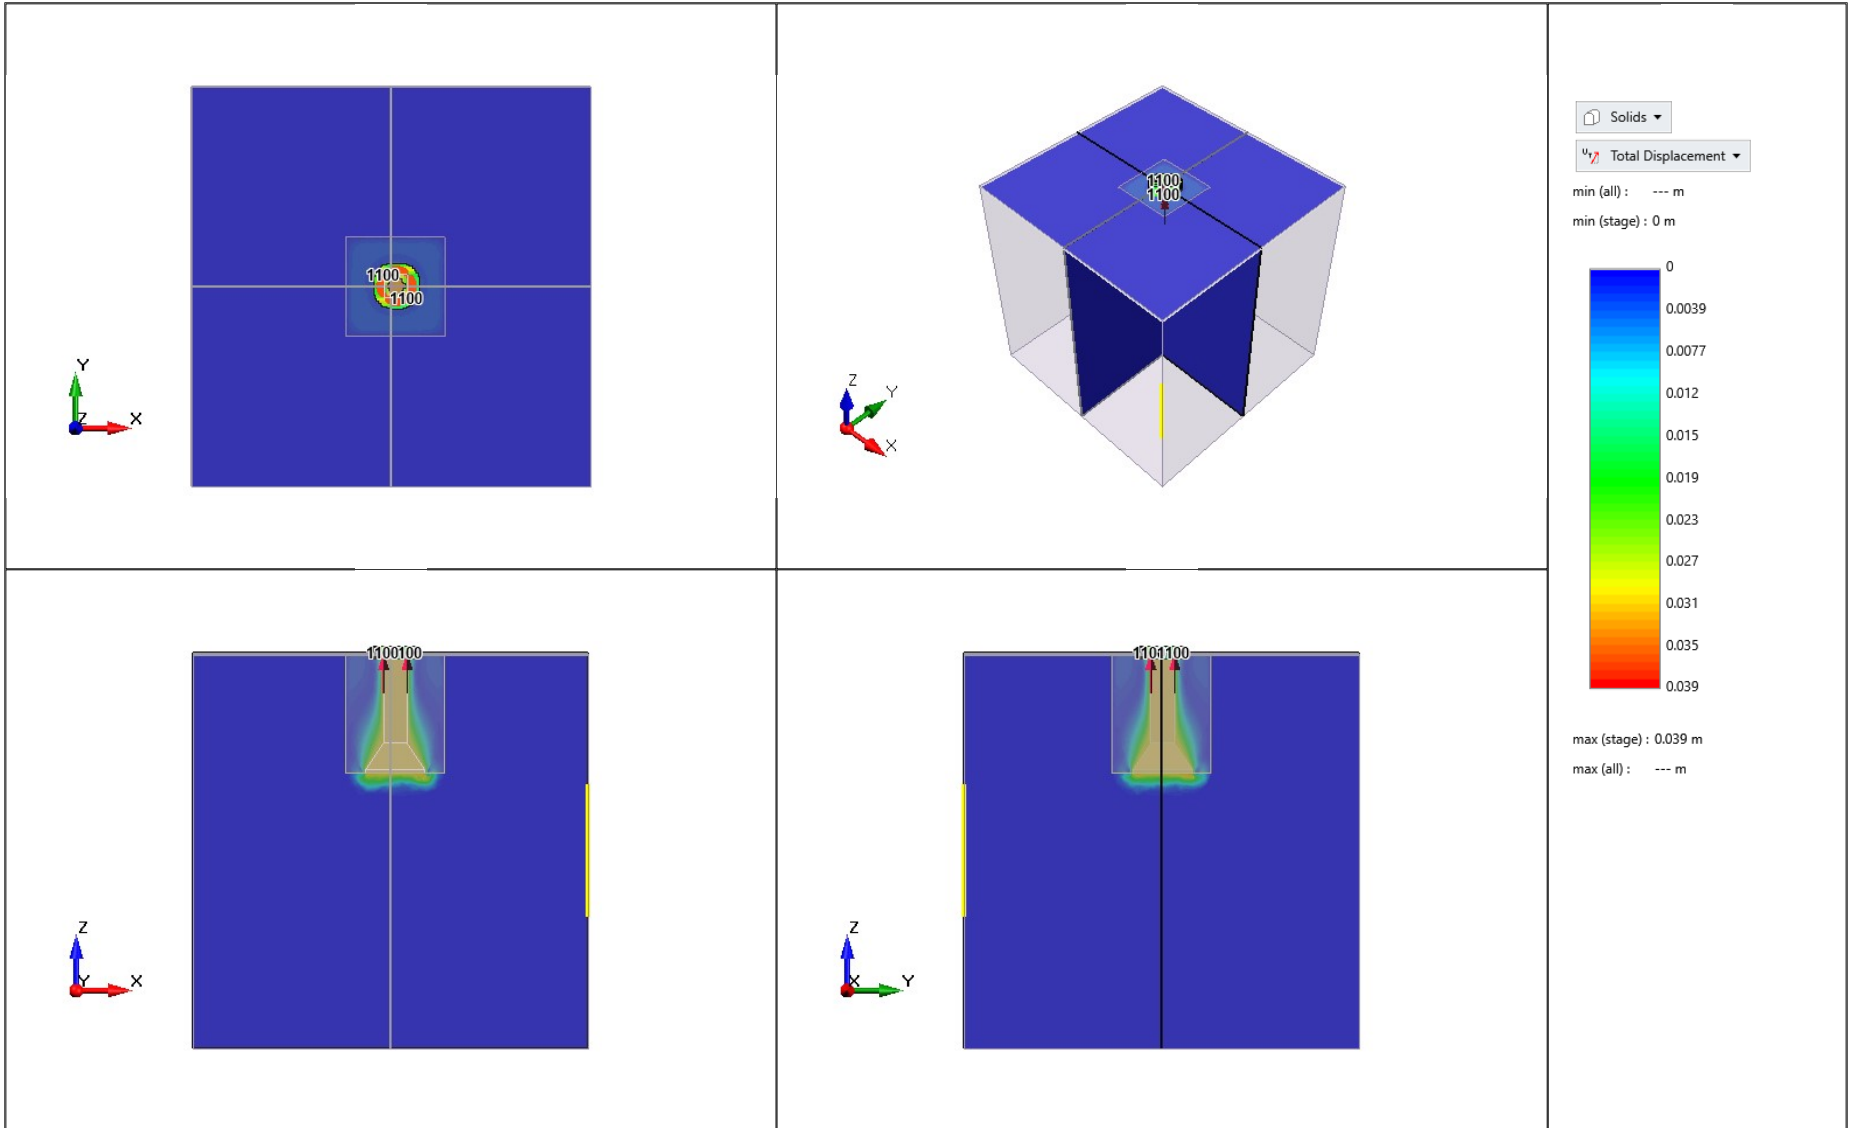 1100
1100
Y
Z
X
1100
1100
Z
Y
X
Solids
Total Displacement
min (all) : --- m
min (stage) : 0 m
0
0.0039
0.0077
0.012
0.015
0.019
0.023
0.027
0.031
0.035
0.039
max (stage) : 0.039 m
max (all) : --- m
1100100
Z
Y
X
1101100
Z
X
Y